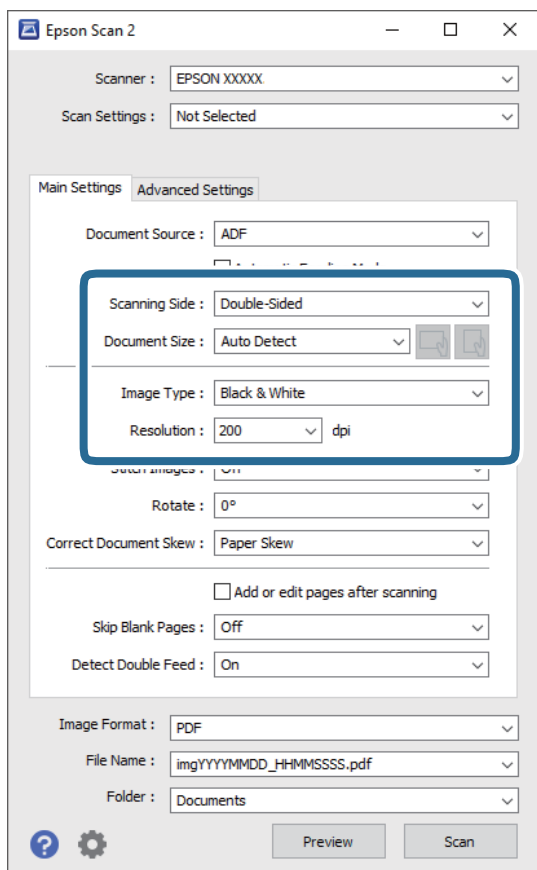 Epson Scan 2
Scanner : EPSON XXXXX
Scan Settings : Not Selected
Main Settings Advanced Settings
Document Source : ADF
Scanning Side : Double-Sided
Document Size : Auto Detect
Image Type : Black & White
Resolution : 200 dpi
Stitch Images : Off
Rotate : 0°
Correct Document Skew : Paper Skew
Add or edit pages after scanning
Skip Blank Pages : Off
Detect Double Feed : On
Image Format : PDF
File Name : imgYYYYMMDD_HHMMSSSS.pdf
Folder : Documents
? Preview Scan